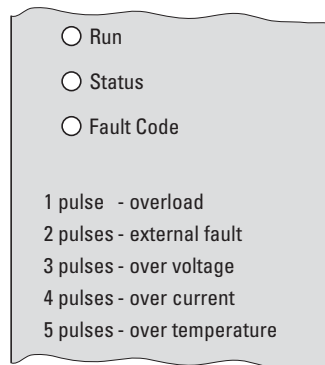 Run
Status
Fault Code
1 pulse - overload
2 pulses - external fault
3 pulses - over voltage
4 pulses - over current
5 pulses - over temperature